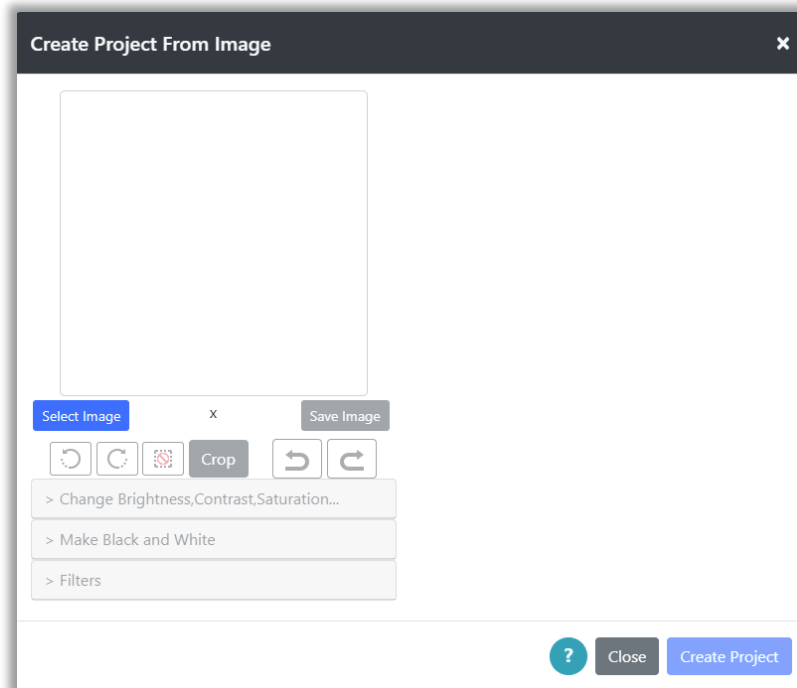 Create Project From Image ×
Select Image x Save Image
Crop
> Change Brightness,Contrast,Saturation...
> Make Black and White
> Filters
? Close Create Project